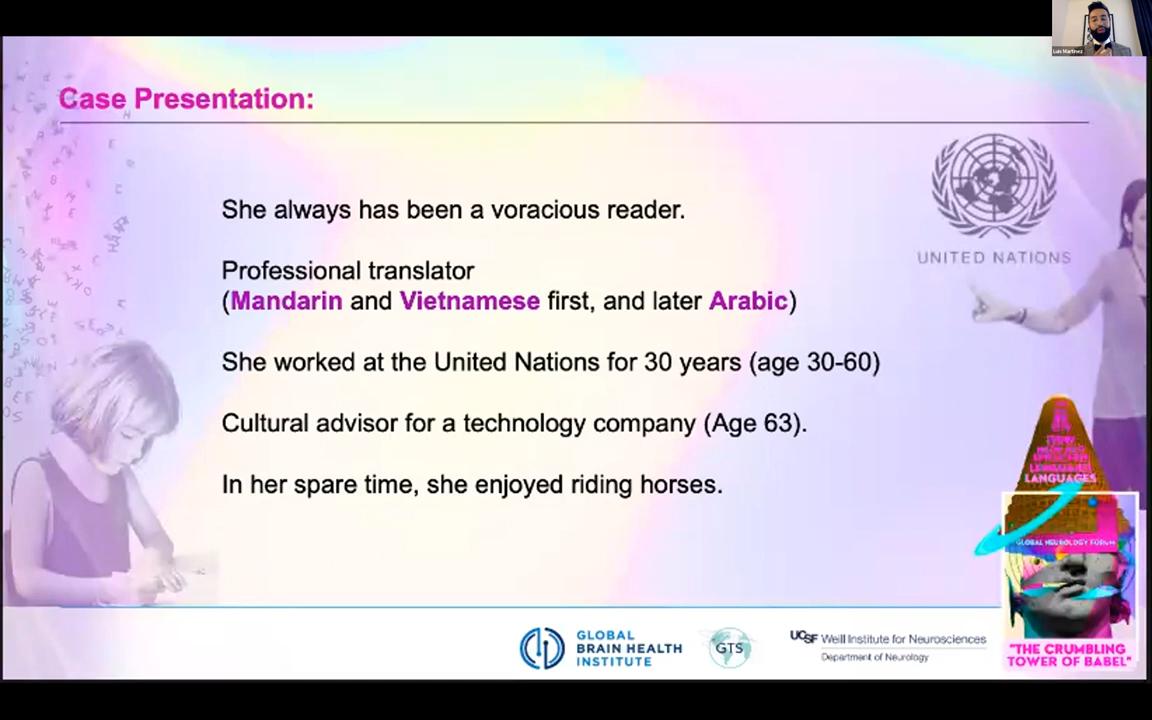 Luis Martinez
Case Presentation:
She always has been a voracious reader.
UNITED NATIONS
Professional translator
(Mandarin and Vietnamese first, and later Arabic)
She worked at the United Nations for 30 years (age 30-60)
Cultural advisor for a technology company (Age 63).
In her spare time, she enjoyed riding horses.
LANGUAGES
GLOBAL NEUROLOGY FORUM
GLOBAL
BRAIN HEALTH
INSTITUTE
GTS
UCSF Weill Institute for Neurosciences
Department of Neurology
"THE CRUMBLING
TOWER OF BABEL"